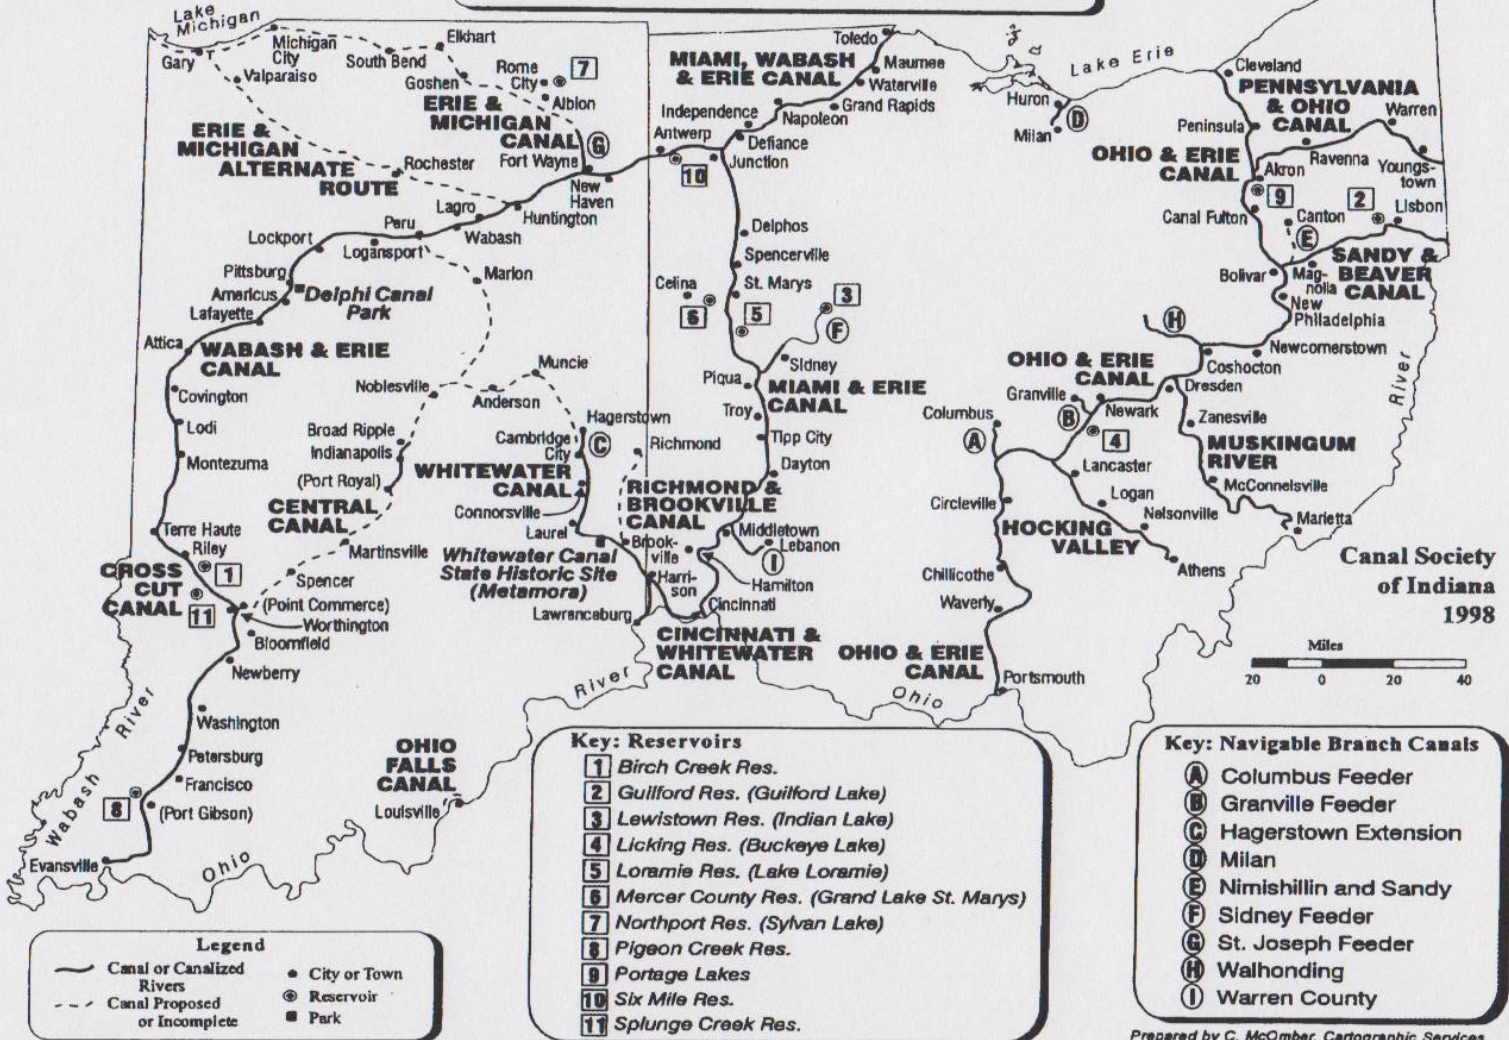 Lake
Michigan
Gary
Michigan
City
Valparaiso
South Bend
Elkhart
Goshen
Rome
City
7
Albion
ERIE &
MICHIGAN
CANAL
G
Fort Wayne
New
Haven
ERIE &
MICHIGAN
ALTERNATE
ROUTE
Rochester
Huntington
Lagro
Wabash
Peru
Logansport
Lockport
Pittsburg
Americus
Delphi Canal
Park
Lafayette
Attica
WABASH & ERIE
CANAL
Covington
Lodi
Montezuma
Terre Haute
Riley
1
CROSS
CUT
CANAL
11
(Point Commerce)
Worthington
Bloomfield
Newberry
Washington
Petersburg
Francisco
8
(Port Gibson)
Evansville
Wabash
River
Ohio
River
Marion
Noblesville
Anderson
Muncie
Broad Ripple
Indianapolis
(Port Royal)
CENTRAL
CANAL
Martinsville
Spencer
Hagerstown
Cambridge
City
C
WHITEWATER
CANAL
Connorsville
Laurel
Whitewater Canal
State Historic Site
(Metamora)
Richmond
RICHMOND &
BROOKVILLE
CANAL
Brook-
ville
Harri-
son
Lawrenceburg
Cincinnati
CINCINNATI &
WHITEWATER
CANAL
OHIO
FALLS
CANAL
Louisville
Toledo
MIAMI, WABASH
& ERIE CANAL
Maumee
Waterville
Grand Rapids
Napoleon
Independence
Defiance
Antwerp
Junction
10
Delphos
Spencerville
Celina
St. Marys
6
5
3
F
Sidney
Piqua
MIAMI & ERIE
CANAL
Troy
Tipp City
Dayton
Middletown
Lebanon
I
Hamilton
Lake Erie
Huron
Milan
D
Cleveland
PENNSYLVANIA
& OHIO
CANAL
Warren
Peninsula
OHIO & ERIE
CANAL
Akron
Ravenna
Youngs-
town
9
2
Canal Fulton
Canton
Lisbon
E
SANDY &
BEAVER
CANAL
Bolivar
Mag-
nolia
New
Philadelphia
H
Newcomerstown
Coshocton
OHIO & ERIE
CANAL
Dresden
Granville
B
Newark
4
Zanesville
MUSKINGUM
RIVER
McConnelsville
Marietta
Columbus
A
Lancaster
Logan
Nelsonville
HOCKING
VALLEY
Athens
Circleville
Chillicothe
Waverly
OHIO & ERIE
CANAL
Portsmouth
Ohio
River
Canal Society
of Indiana
1998
Miles
20 0 20 40
Key: Reservoirs
1 Birch Creek Res.
2 Guilford Res. (Guilford Lake)
3 Lewistown Res. (Indian Lake)
4 Licking Res. (Buckeye Lake)
5 Loramie Res. (Lake Loramie)
6 Mercer County Res. (Grand Lake St. Marys)
7 Northport Res. (Sylvan Lake)
8 Pigeon Creek Res.
9 Portage Lakes
10 Six Mile Res.
11 Splunge Creek Res.
Key: Navigable Branch Canals
A Columbus Feeder
B Granville Feeder
C Hagerstown Extension
D Milan
E Nimishillin and Sandy
F Sidney Feeder
G St. Joseph Feeder
H Walhonding
I Warren County
Legend
Canal or Canalized
Rivers
Canal Proposed
or Incomplete
City or Town
Reservoir
Park
Prepared by C. McOmber, Cartographic Services